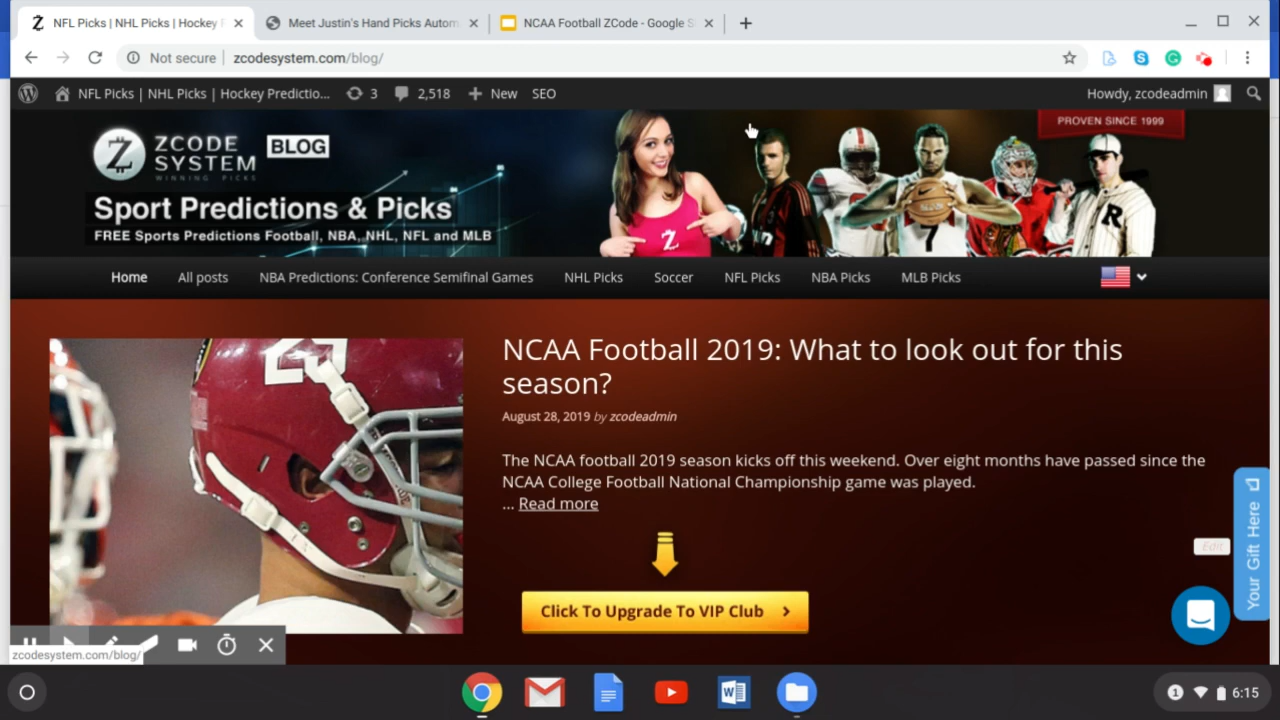 NFL Picks | NHL Picks | Hockey
Meet Justin's Hand Picks Autom
NCAA Football ZCode - Google S
Not secure
zcodesystem.com/blog/
NFL Picks | NHL Picks | Hockey Predictio...
3
2,518
New
SEO
Howdy, zcodeadmin
PROVEN SINCE 1999
Z
ZCODE
SYSTEM
WINNING PICKS
BLOG
Sport Predictions & Picks
FREE Sports Predictions Football, NBA, NHL, NFL and MLB
Z
7
R
Home
All posts
NBA Predictions: Conference Semifinal Games
NHL Picks
Soccer
NFL Picks
NBA Picks
MLB Picks
NCAA Football 2019: What to look out for this
season?
August 28, 2019 by zcodeadmin
The NCAA football 2019 season kicks off this weekend. Over eight months have passed since the
NCAA College Football National Championship game was played.
... Read more
Click To Upgrade To VIP Club
Your Gift Here
Edit
zcodesystem.com/blog/
1
6:15